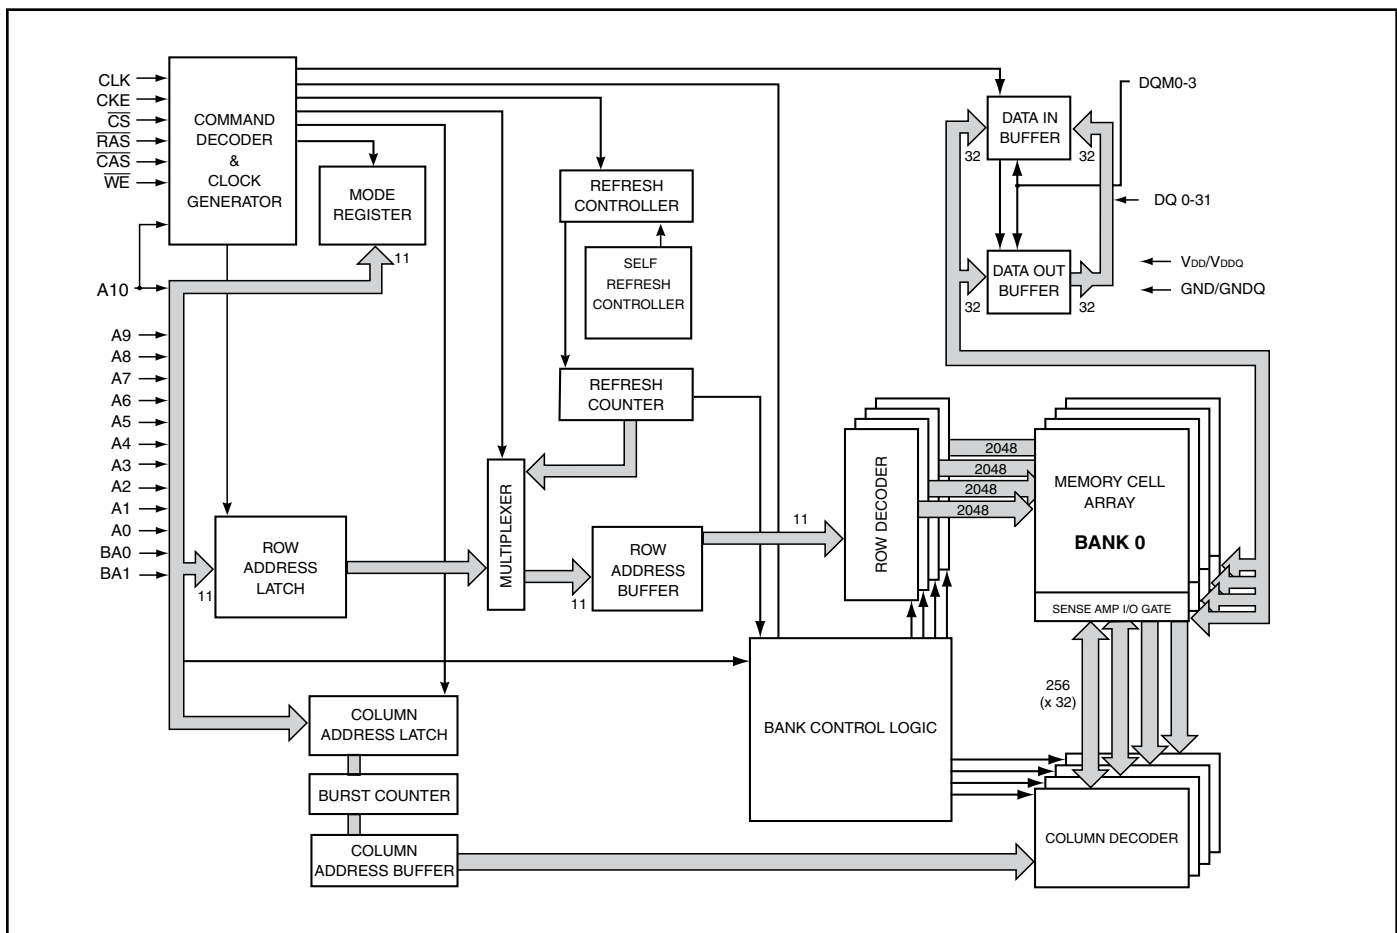 CLK
CKE
CS
RAS
CAS
WE
A10
A9
A8
A7
A6
A5
A4
A3
A2
A1
A0
BA0
BA1
COMMAND
DECODER
&
CLOCK
GENERATOR
MODE
REGISTER
11
REFRESH
CONTROLLER
SELF
REFRESH
CONTROLLER
REFRESH
COUNTER
DATA IN
BUFFER
32
32
DQM0-3
DQ 0-31
DATA OUT
BUFFER
32
32
VDD/VDDQ
GND/GNDQ
11
ROW
ADDRESS
LATCH
MULTIPLEXER
11
ROW
ADDRESS
BUFFER
11
ROW DECODER
2048
2048
2048
2048
MEMORY CELL
ARRAY
BANK 0
SENSE AMP I/O GATE
COLUMN
ADDRESS LATCH
BURST COUNTER
COLUMN
ADDRESS BUFFER
BANK CONTROL LOGIC
256
(x 32)
COLUMN DECODER